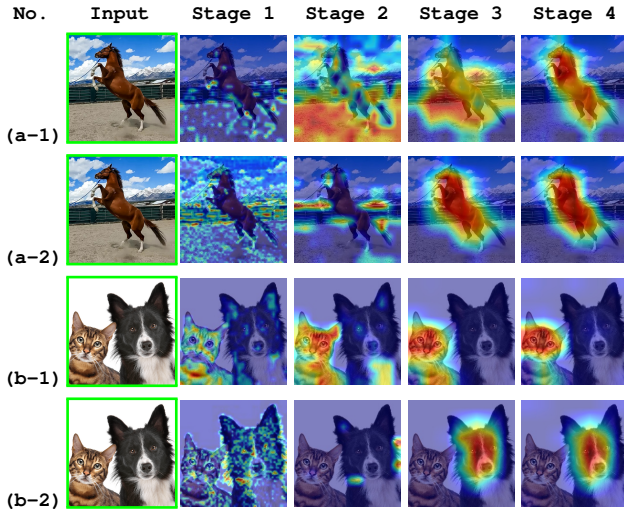 No. Input Stage 1 Stage 2 Stage 3 Stage 4
(a-1)
(a-2)
(b-1)
(b-2)